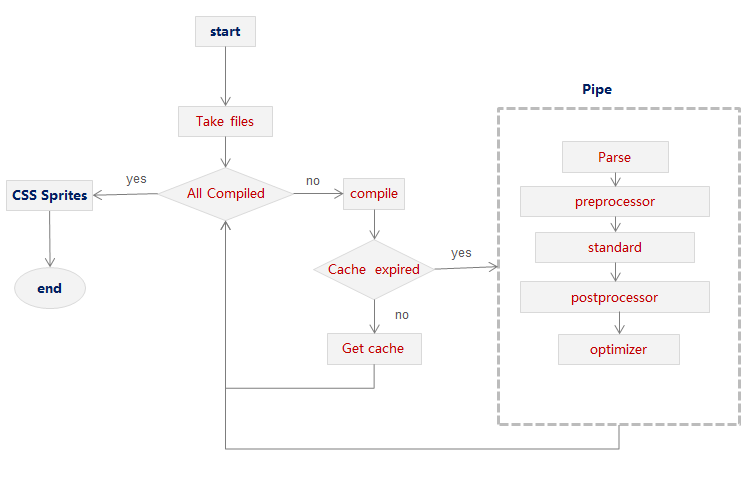 start
Pipe
Take files
Parse
yes
no
All Compiled
CSS Sprites
compile
preprocessor
standard
yes
Cache expired
end
postprocessor
no
Get cache
optimizer